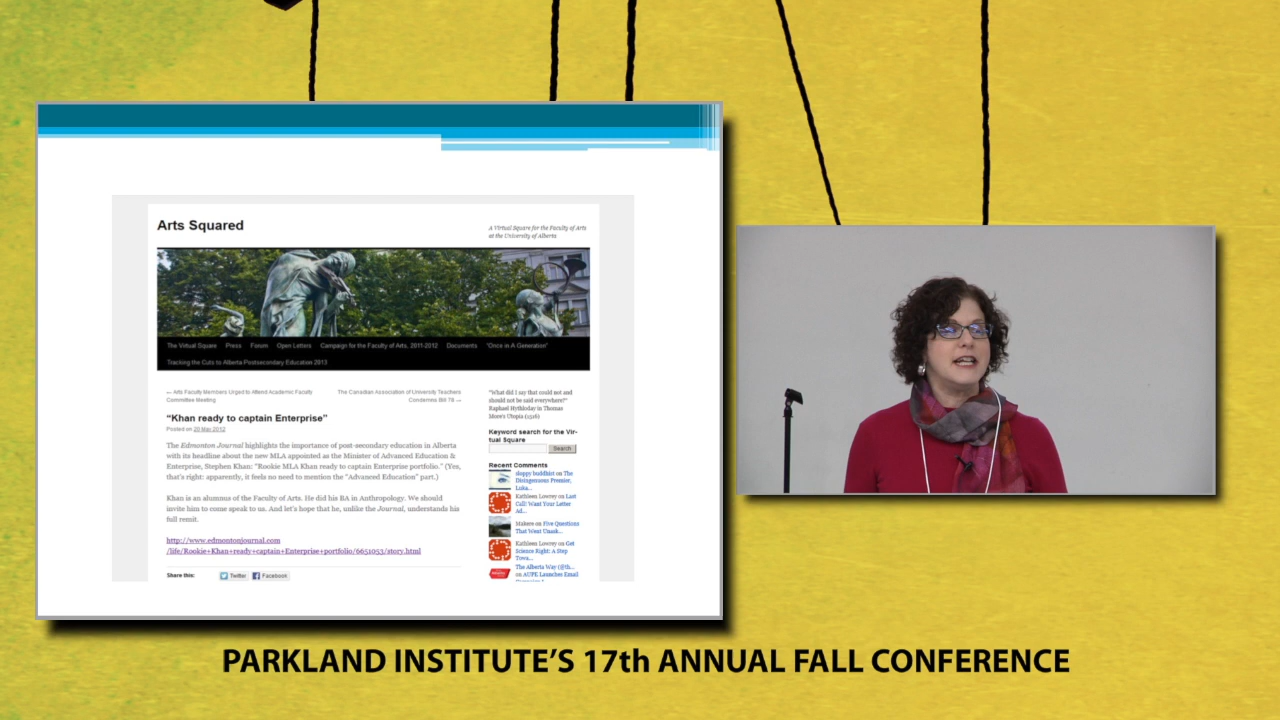 Arts Squared
A Virtual Square for the Faculty of Arts
at the University of Alberta
The Virtual Square Press Forum Open Letters Campaign for the Faculty of Arts, 2011-2012 Documents "Once in A Generation"
Tracking the Cuts to Alberta Postsecondary Education 2013
← Arts Faculty Members Urged to Attend Academic Faculty
Committee Meeting
The Canadian Association of University Teachers
Condemns Bill 78 →
"Khan ready to captain Enterprise"
Posted on 20 May 2012
The Edmonton Journal highlights the importance of post-secondary education in Alberta
with its headline about the new MLA appointed as the Minister of Advanced Education &
Enterprise, Stephen Khan: "Rookie MLA Khan ready to captain Enterprise portfolio." (Yes,
that's right: apparently, it feels no need to mention the "Advanced Education" part.)
Khan is an alumnus of the Faculty of Arts. He did his BA in Anthropology. We should
invite him to come speak to us. And let's hope that he, unlike the Journal, understands his
full remit.
http://www.edmontonjournal.com
/life/Rookie+Khan+ready+captain+Enterprise+portfolio/6651053/story.html
Share this: Twitter Facebook
"What did I say that could not and
should not be said everywhere?"
Raphael Hythloday in Thomas
More's Utopia (1516)
Keyword search for the Vir-
tual Square
Search
Recent Comments
sloppy buddhist on The
Disingenuous Premier,
Luka...
Kathleen Lowrey on Last
Call! Want Your Letter
Ad...
Makere on Five Questions
That Went Unask...
Kathleen Lowrey on Get
Science Right: A Step
Towa...
The Alberta Way (@th...
on AUPE Launches Email
PARKLAND INSTITUTE'S 17th ANNUAL FALL CONFERENCE